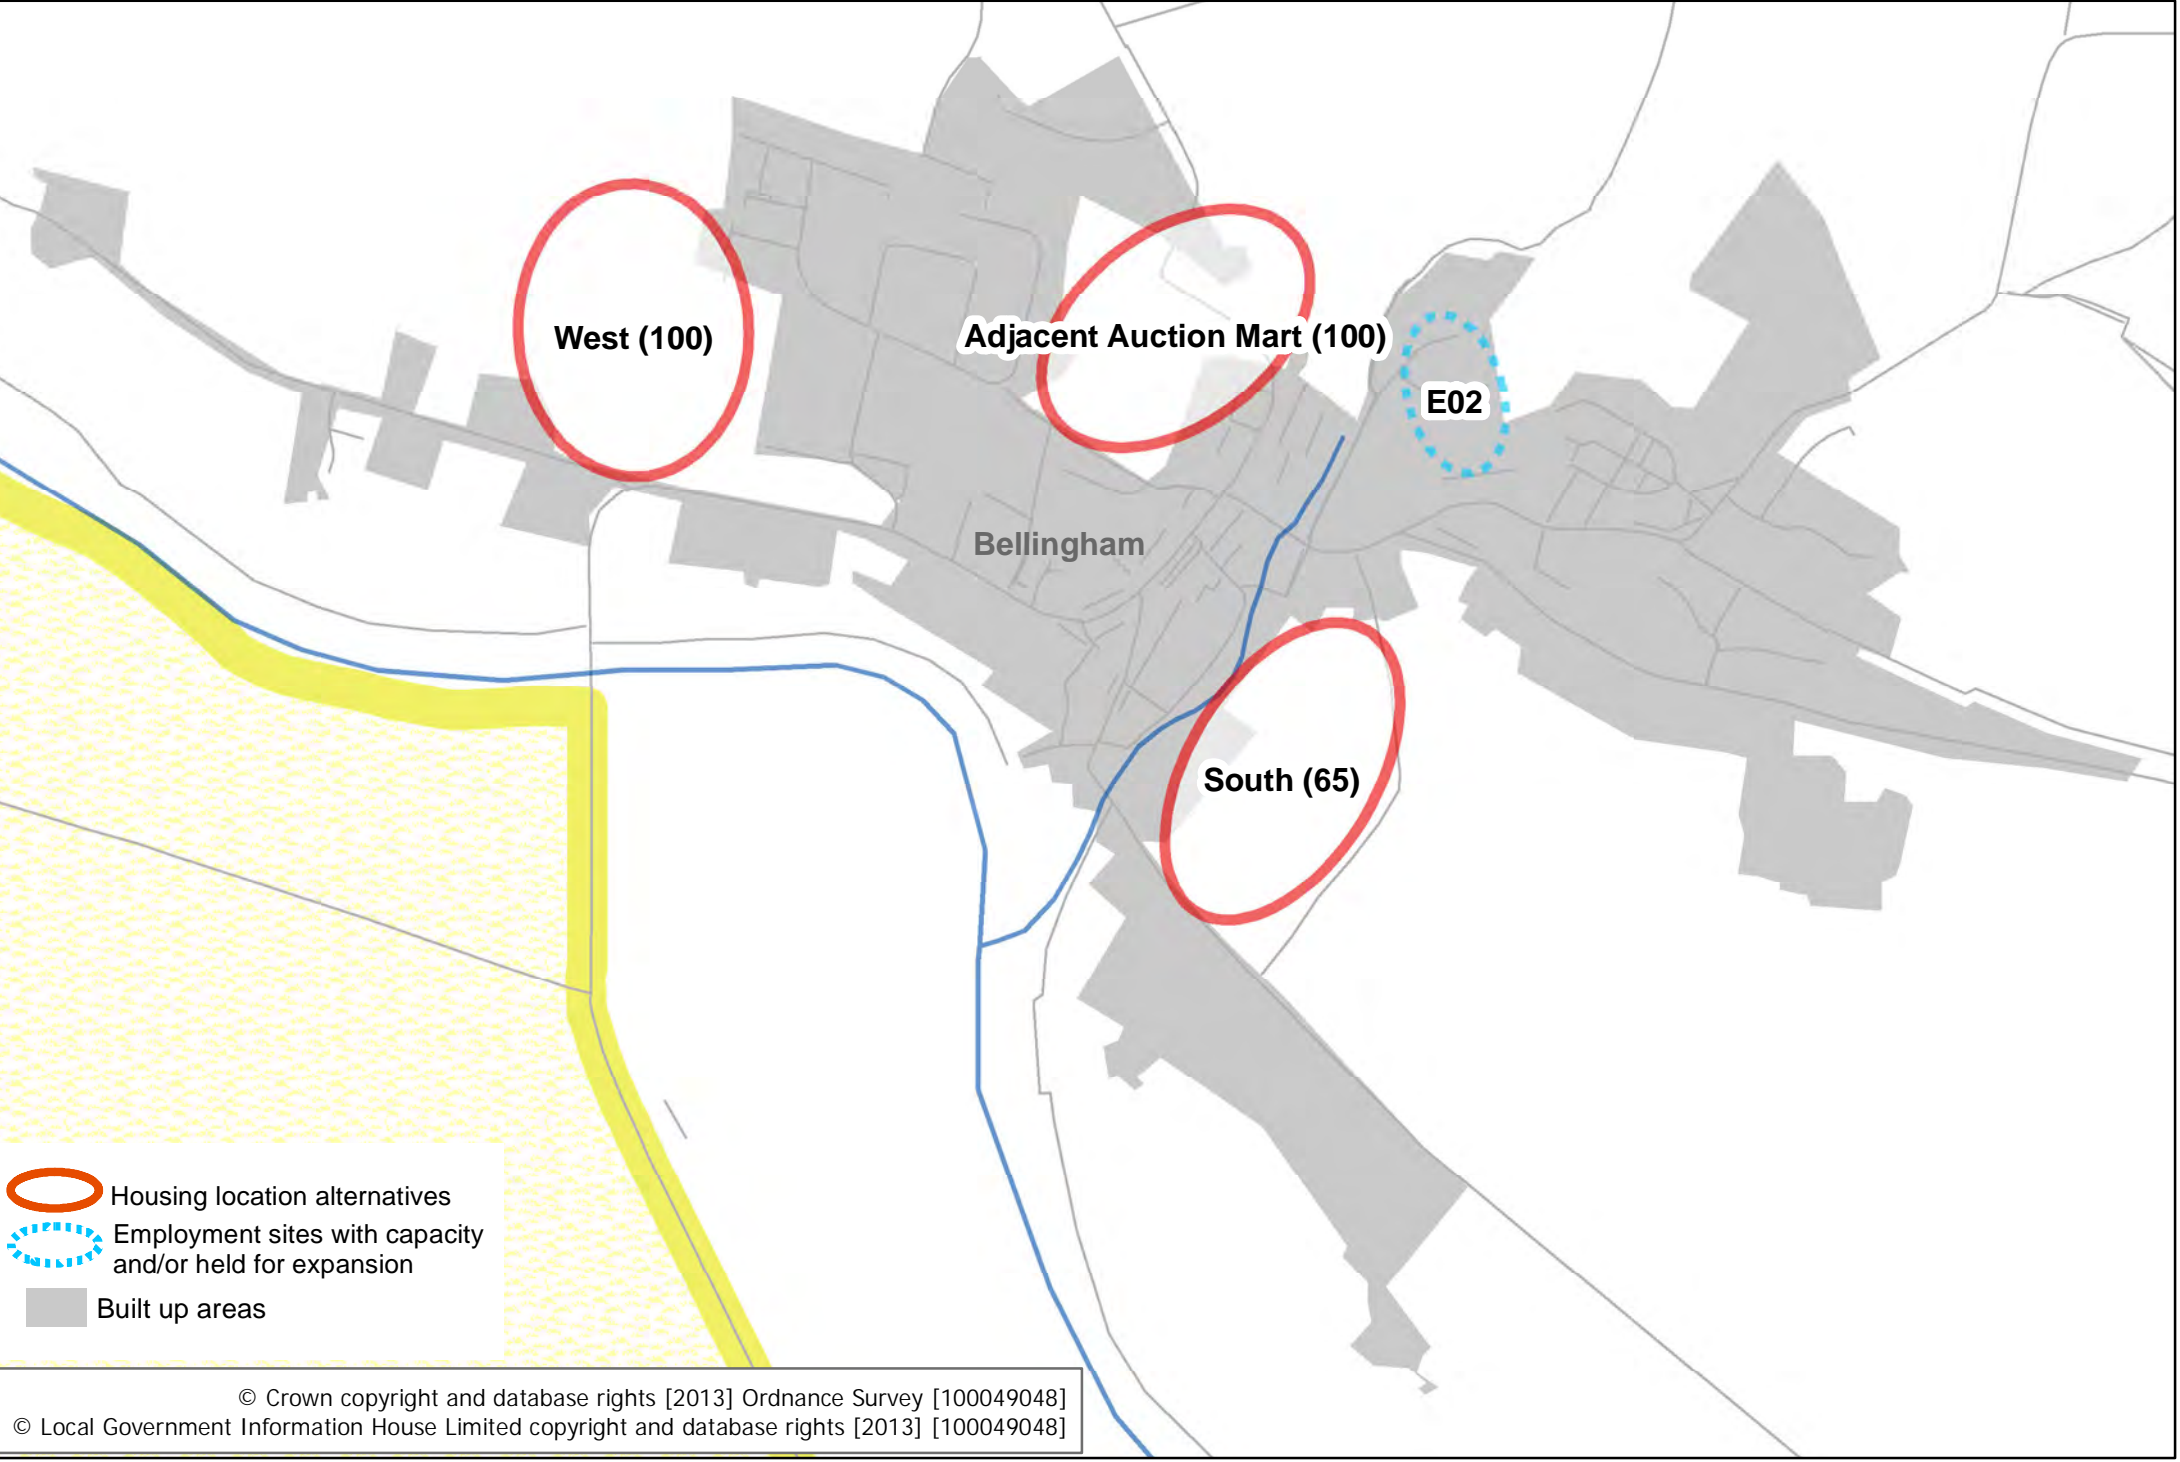 West (100)
Adjacent Auction Mart (100)
E02
Bellingham
South (65)
Housing location alternatives
Employment sites with capacity
and/or held for expansion
Built up areas
© Crown copyright and database rights [2013] Ordnance Survey [100049048]
© Local Government Information House Limited copyright and database rights [2013] [100049048]